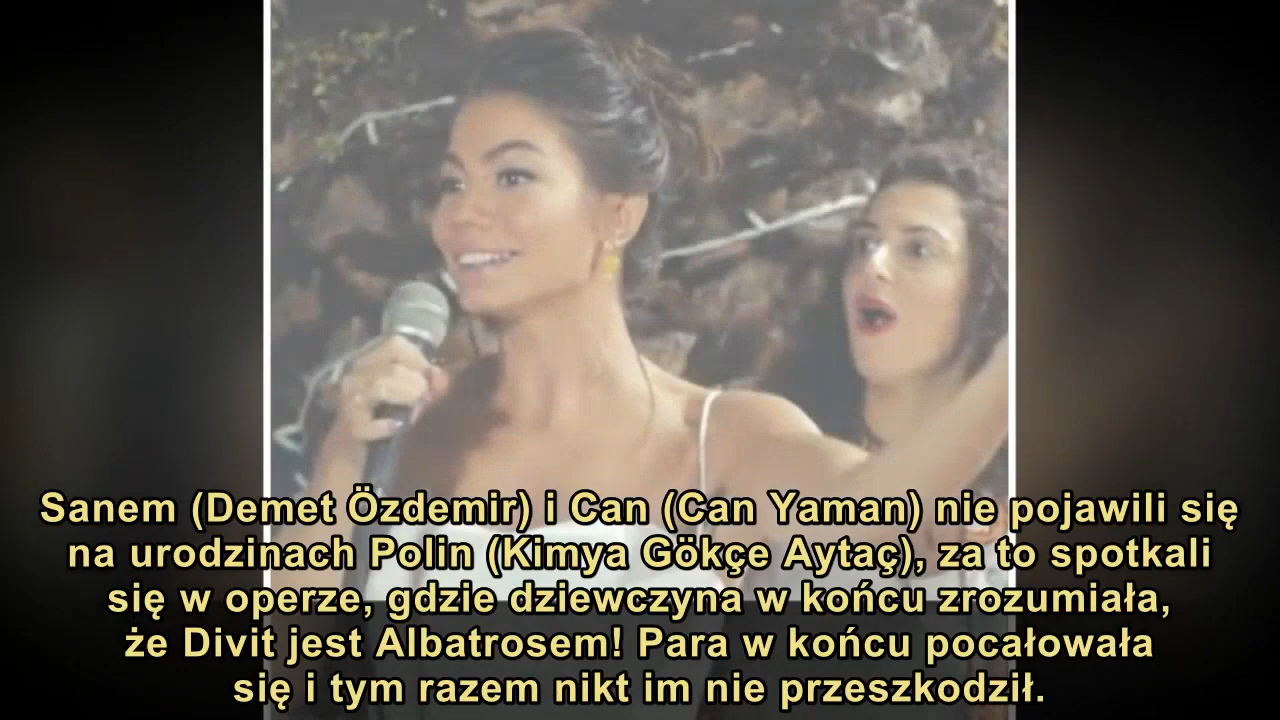 Sanem (Demet Özdemir) i Can (Can Yaman) nie pojawili się
na urodzinach Polin (Kimya Gökçe Aytaç), za to spotkali
się w operze, gdzie dziewczyna w końcu zrozumiała,
że Divit jest Albatrosem! Para w końcu pocałowała
się i tym razem nikt im nie przeszkodził.